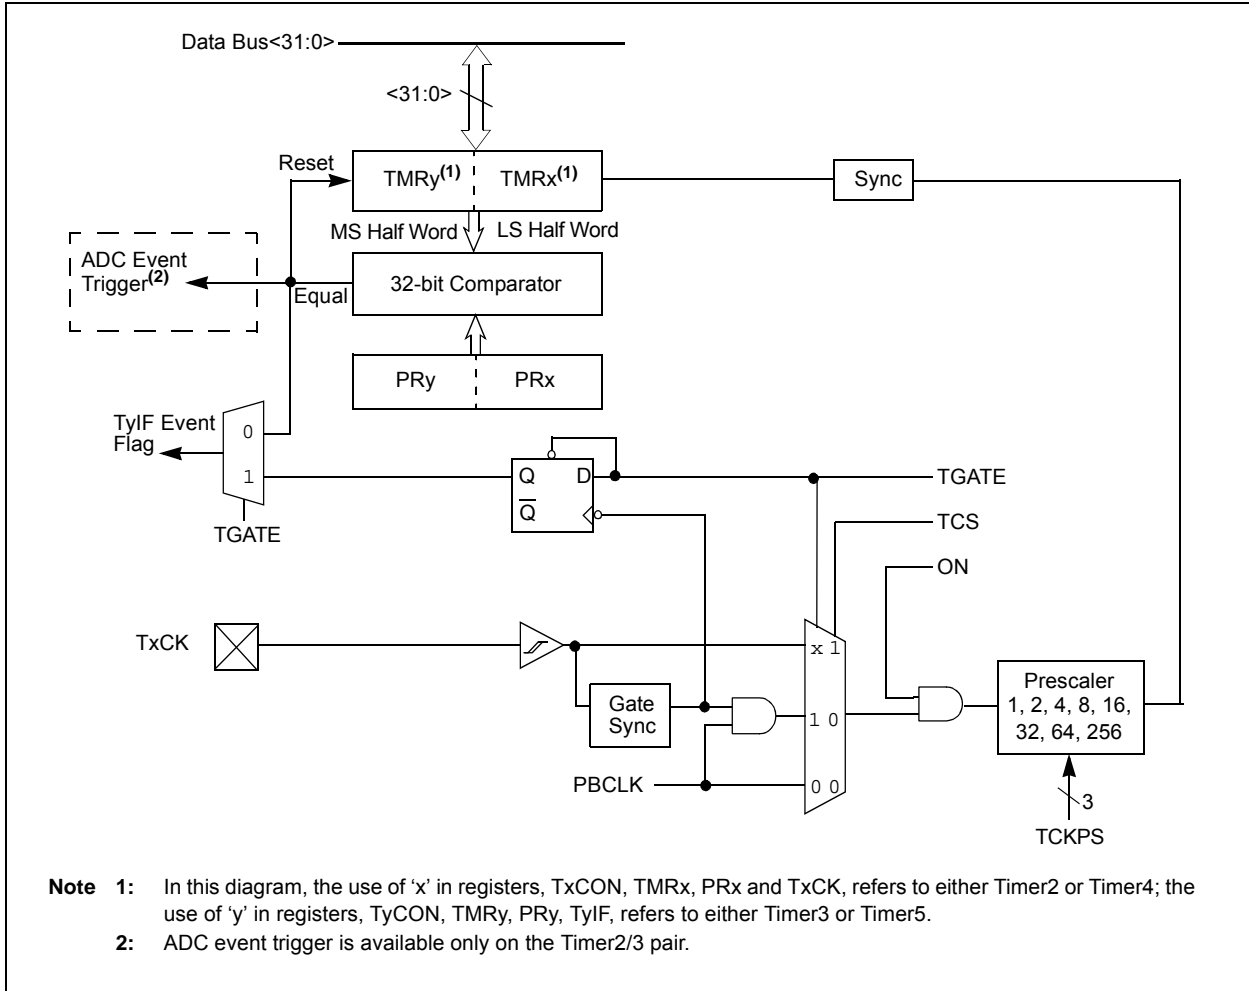 Data Bus<31:0>
<31:0>
Reset
TMRy(1)
TMRx(1)
Sync
MS Half Word
LS Half Word
ADC Event
Trigger(2)
Equal
32-bit Comparator
PRy
PRx
TyIF Event
Flag
0
1
TGATE
Q
D
Q
TGATE
TCS
ON
TxCK
x 1
Gate
Sync
1 0
Prescaler
1, 2, 4, 8, 16,
32, 64, 256
PBCLK
0 0
3
TCKPS
Note 1: In this diagram, the use of ‘x’ in registers, TxCON, TMRx, PRx and TxCK, refers to either Timer2 or Timer4; the
use of ‘y’ in registers, TyCON, TMRy, PRy, TyIF, refers to either Timer3 or Timer5.
2: ADC event trigger is available only on the Timer2/3 pair.